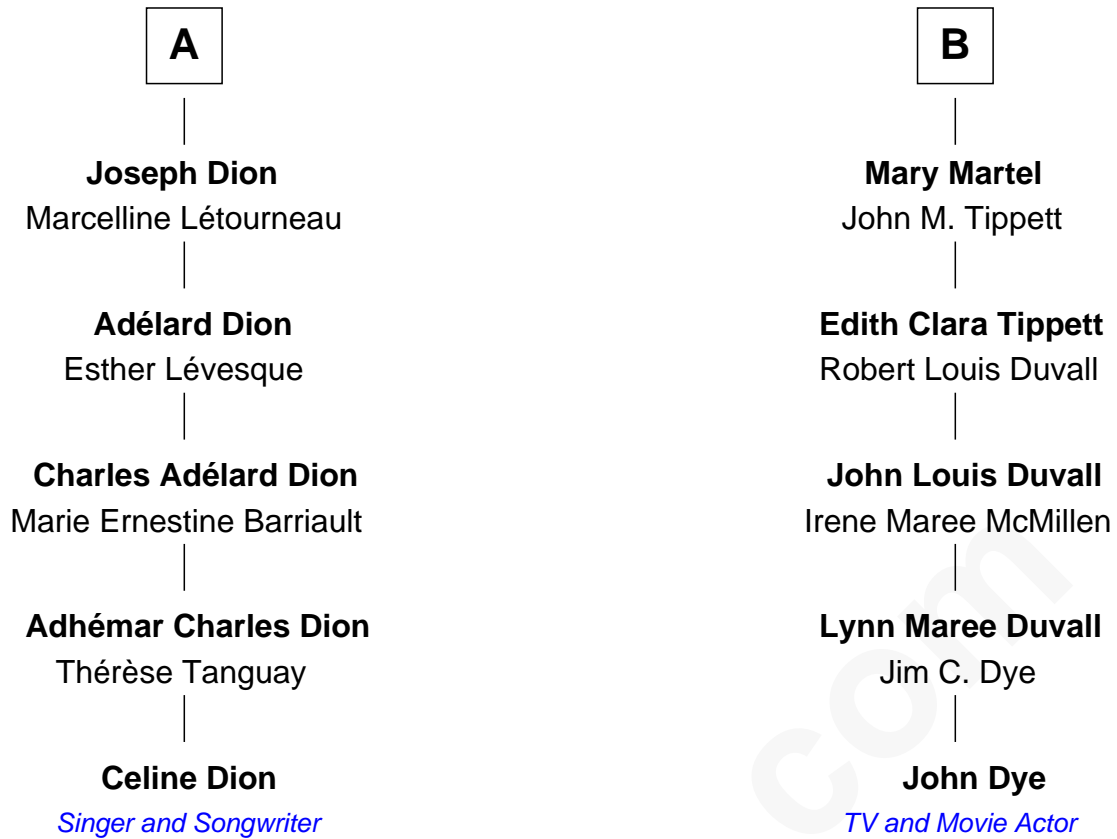 A
Joseph Dion
Marcelline Létourneau
Adélard Dion
Esther Lévesque
Charles Adélard Dion
Marie Ernestine Barriault
Adhémar Charles Dion
Thérèse Tanguay
Celine Dion
Singer and Songwriter
B
Mary Martel
John M. Tippett
Edith Clara Tippett
Robert Louis Duvall
John Louis Duvall
Irene Maree McMillen
Lynn Maree Duvall
Jim C. Dye
John Dye
TV and Movie Actor
com